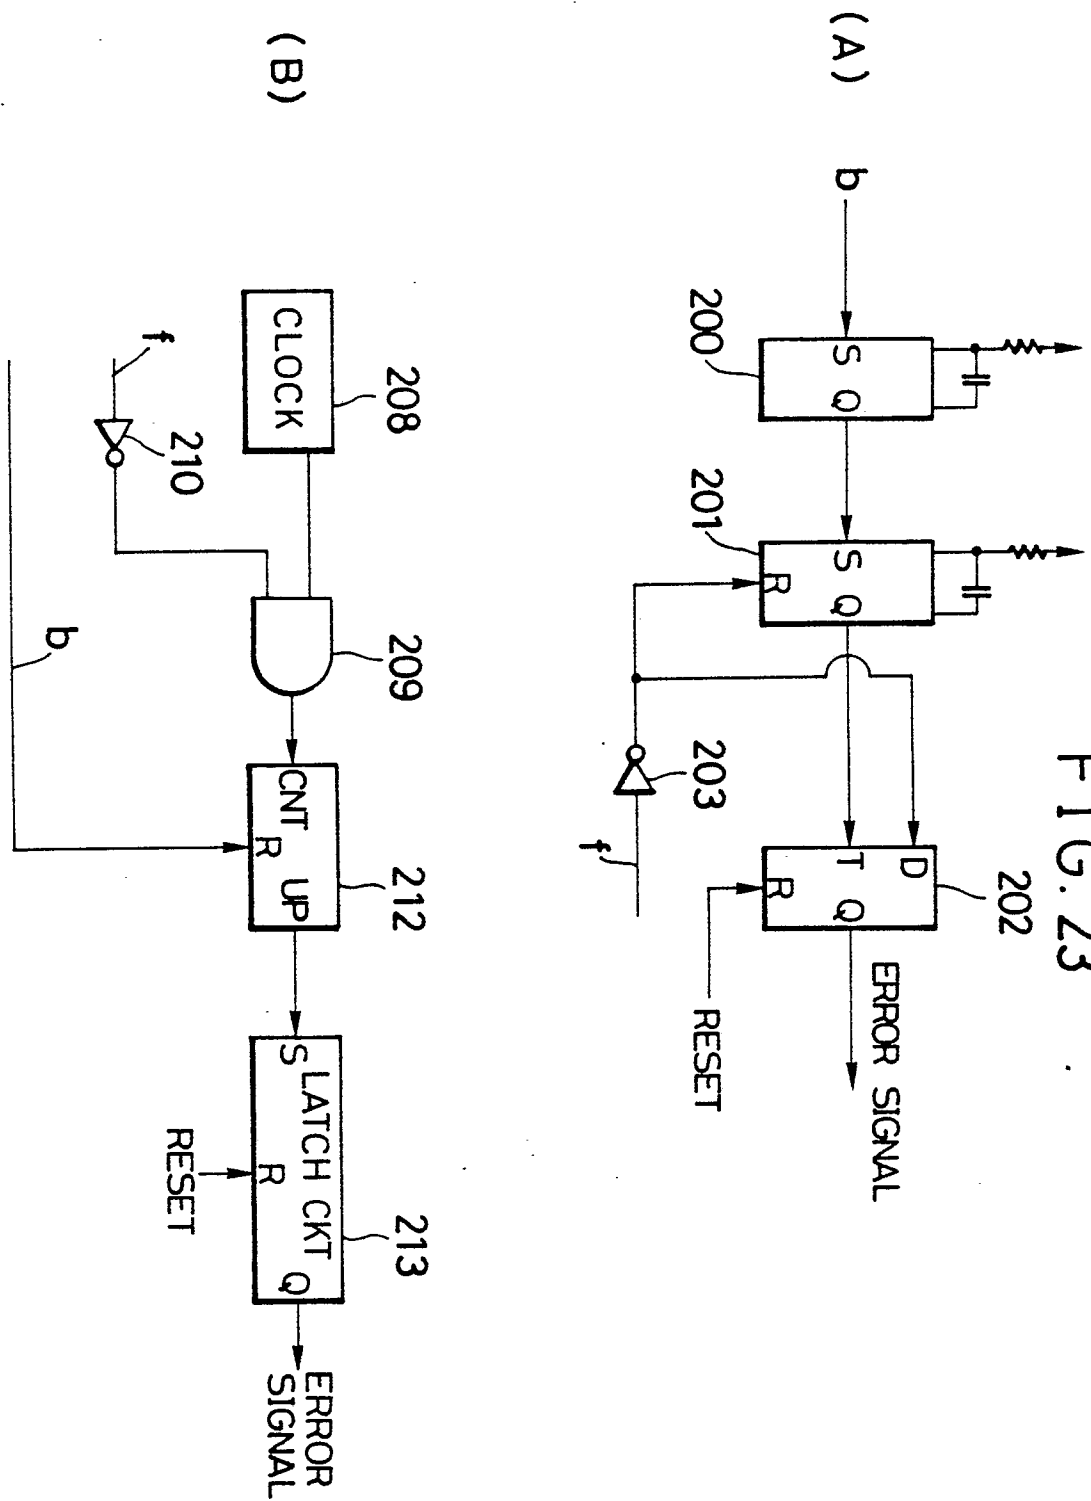 FIG. 23
(A)
b
200
S
Q
201
S
Q
R
203
f
202
D
T
Q
R
RESET
ERROR SIGNAL
(B)
CLOCK
208
f
210
209
b
CNT
UP
R
212
S
LATCH CKT
R
Q
213
RESET
ERROR
SIGNAL